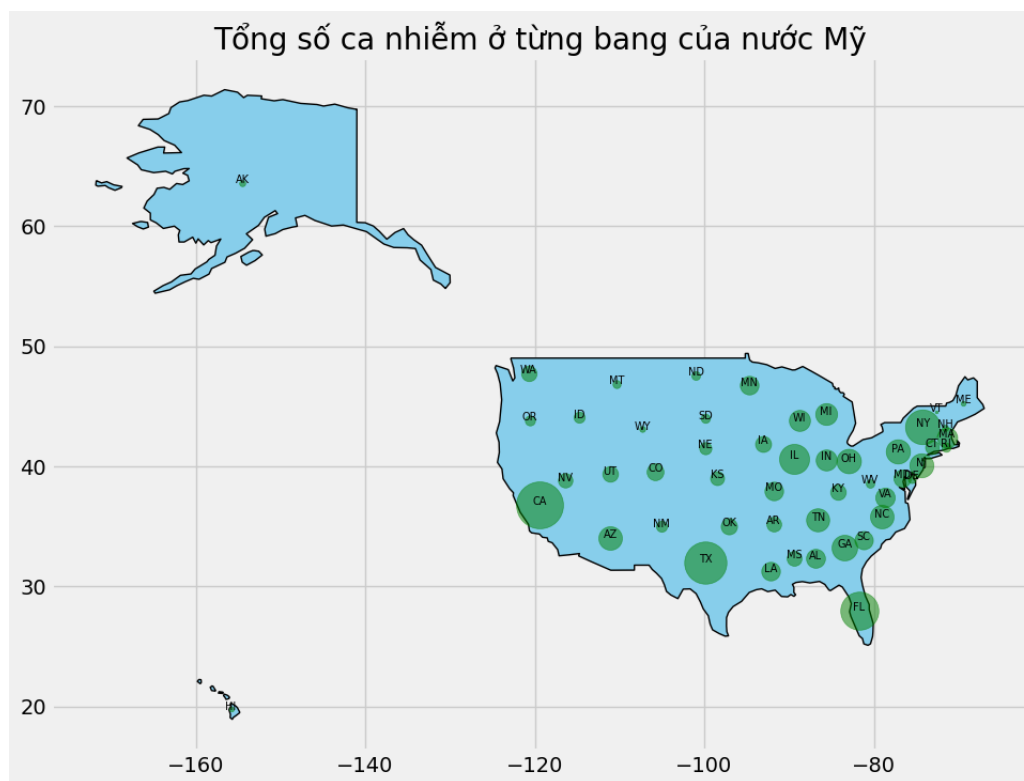 Tổng số ca nhiễm ở từng bang của nước Mỹ
70
AK
60
50
WA
MT
ND
MN
ME
OR
ID
WY
SD
WI
MI
VT
NY
NH
MA
NE
IA
CT
RI
40
NV
UT
CO
KS
MO
IL
IN
OH
PA
NJ
MD
DE
WV
KY
VA
CA
AZ
NM
OK
AR
TN
NC
TX
LA
MS
AL
GA
SC
30
FL
20
HI
−160
−140
−120
−100
−80